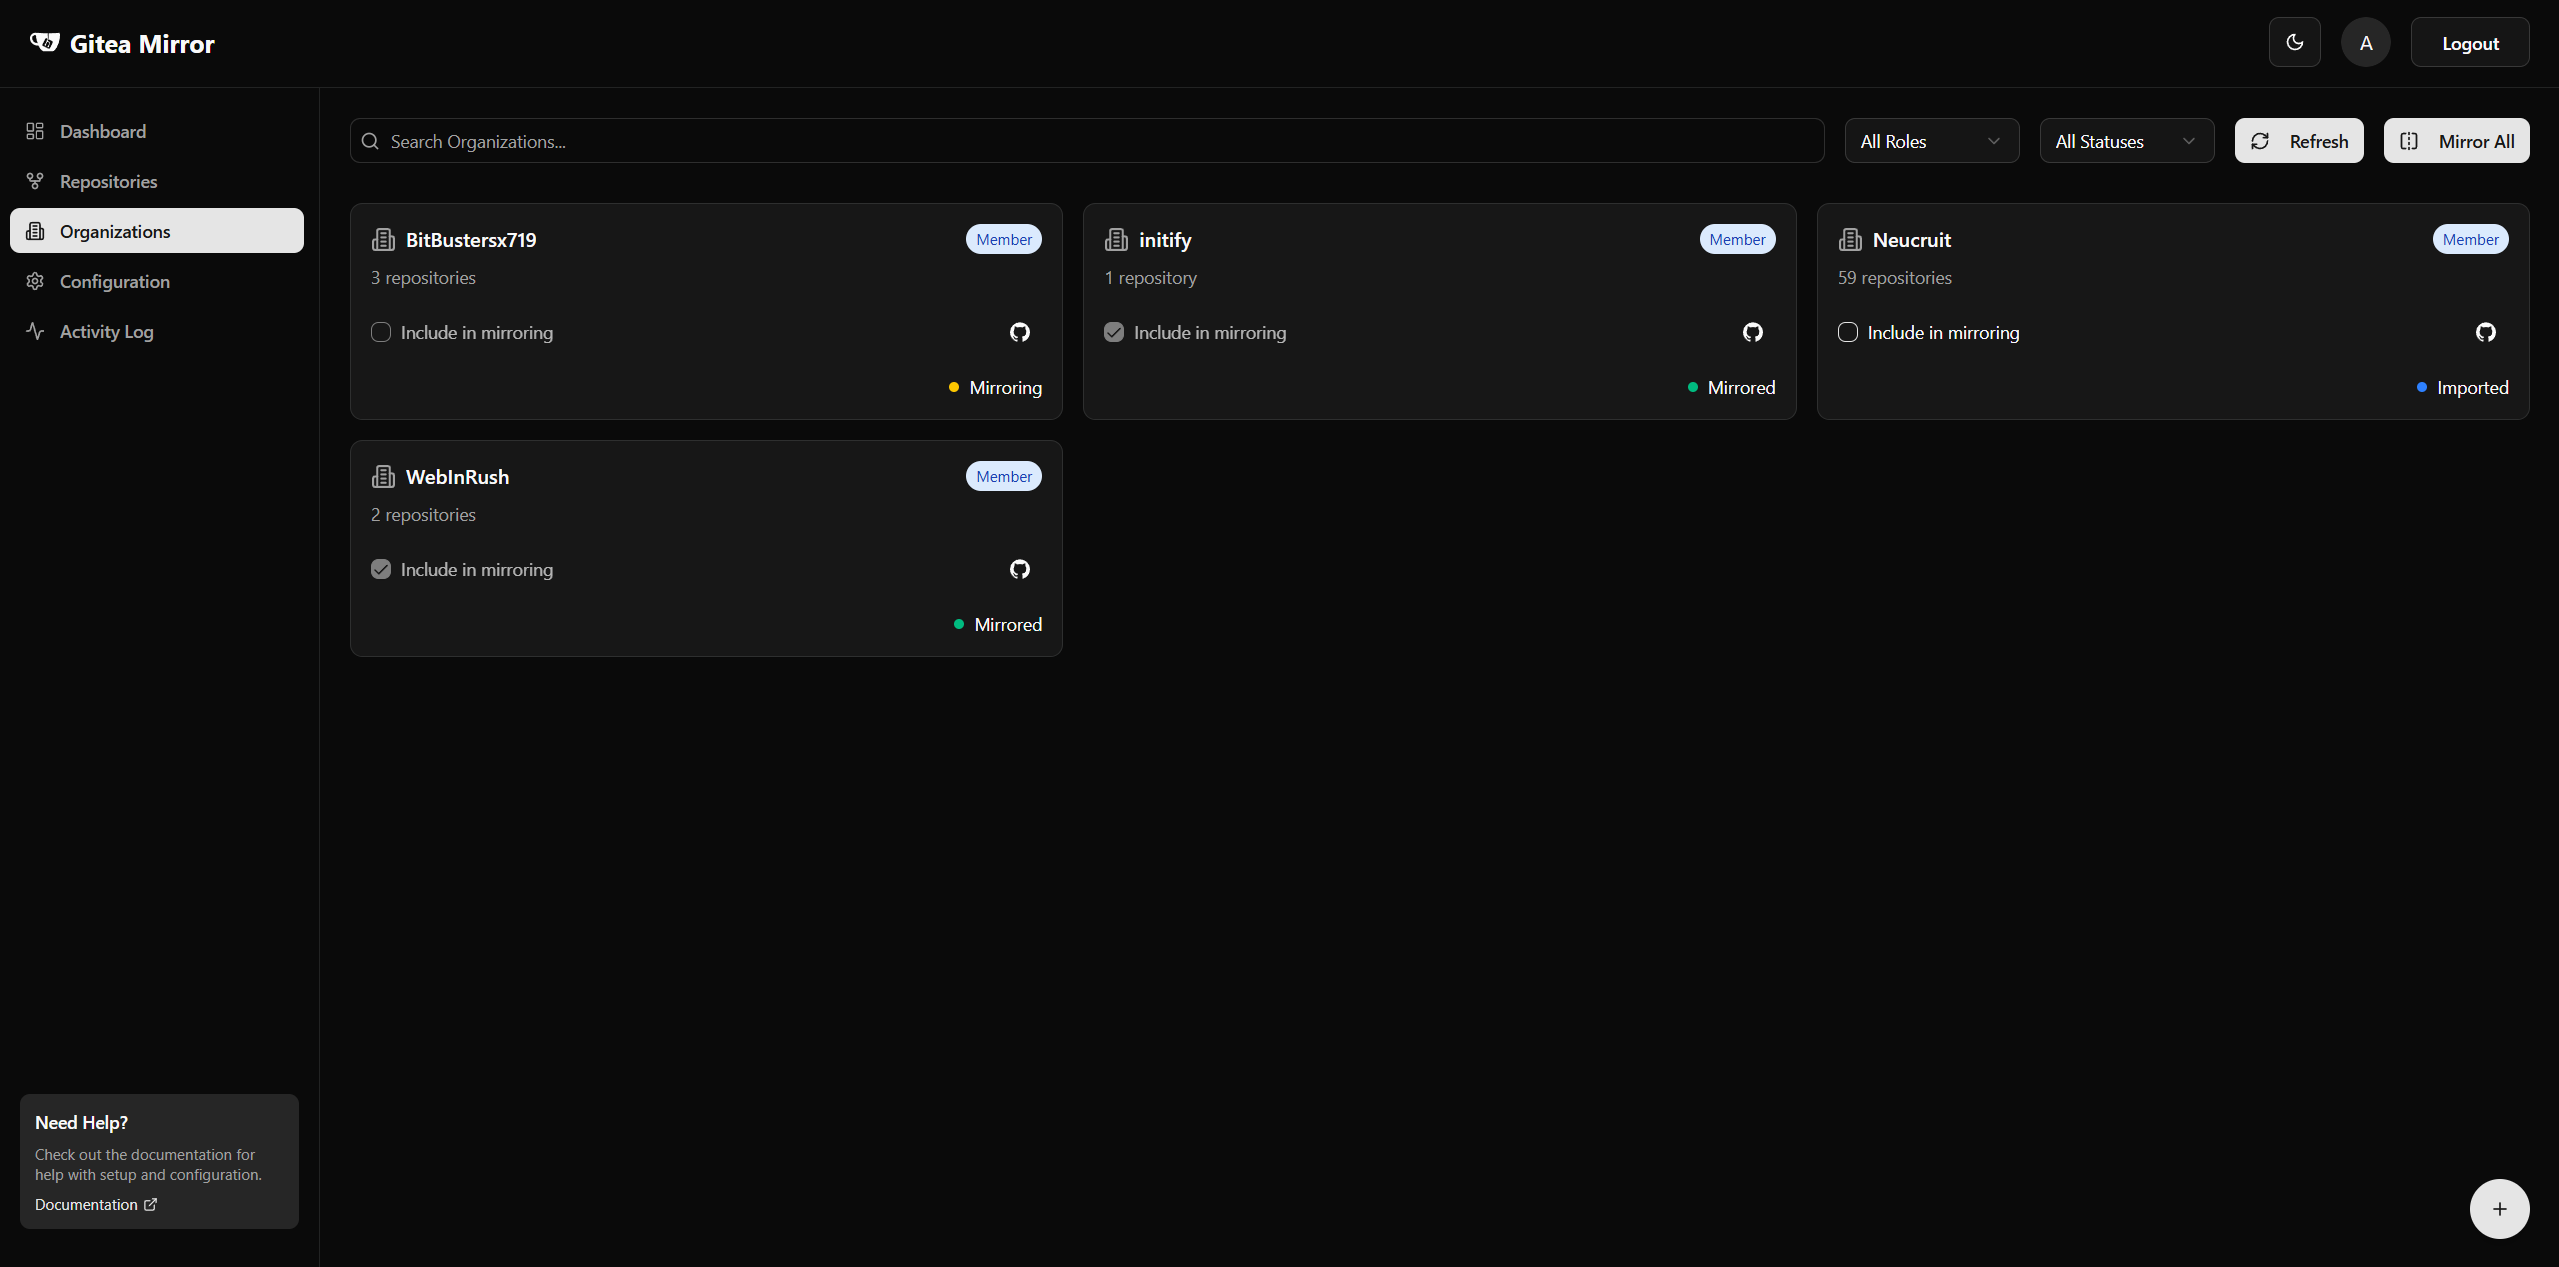 Gitea Mirror
A
Logout
Dashboard
Repositories
Organizations
Configuration
Activity Log
Search Organizations...
All Roles
All Statuses
Refresh
Mirror All
BitBustersx719
Member
3 repositories
Include in mirroring
Mirroring
initify
Member
1 repository
Include in mirroring
Mirrored
Neucruit
Member
59 repositories
Include in mirroring
Imported
WebInRush
Member
2 repositories
Include in mirroring
Mirrored
Need Help?
Check out the documentation for
help with setup and configuration.
Documentation